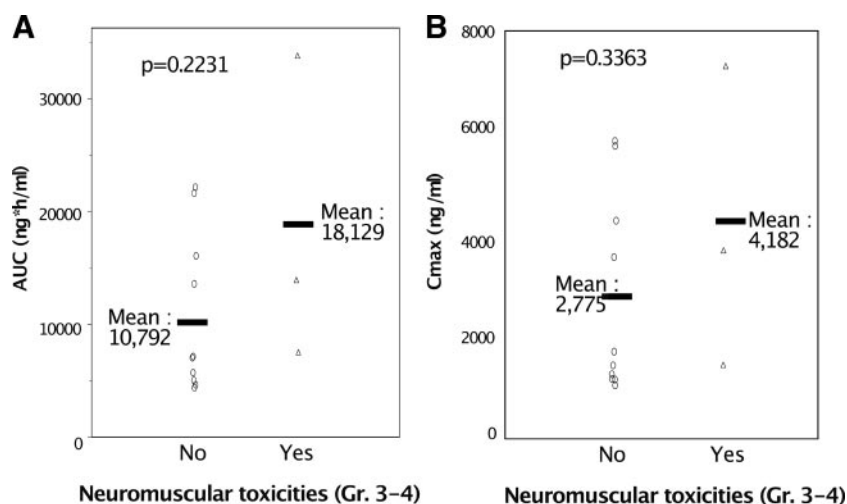 A
p=0.2231
AUC (ng*h/ml)
30000
20000
10000
0
Mean :
10,792
Mean :
18,129
No
Yes
Neuromuscular toxicities (Gr. 3-4)
B
p=0.3363
Cmax (ng/ml)
8000
6000
4000
2000
0
Mean :
2,775
Mean :
4,182
No
Yes
Neuromuscular toxicities (Gr. 3-4)